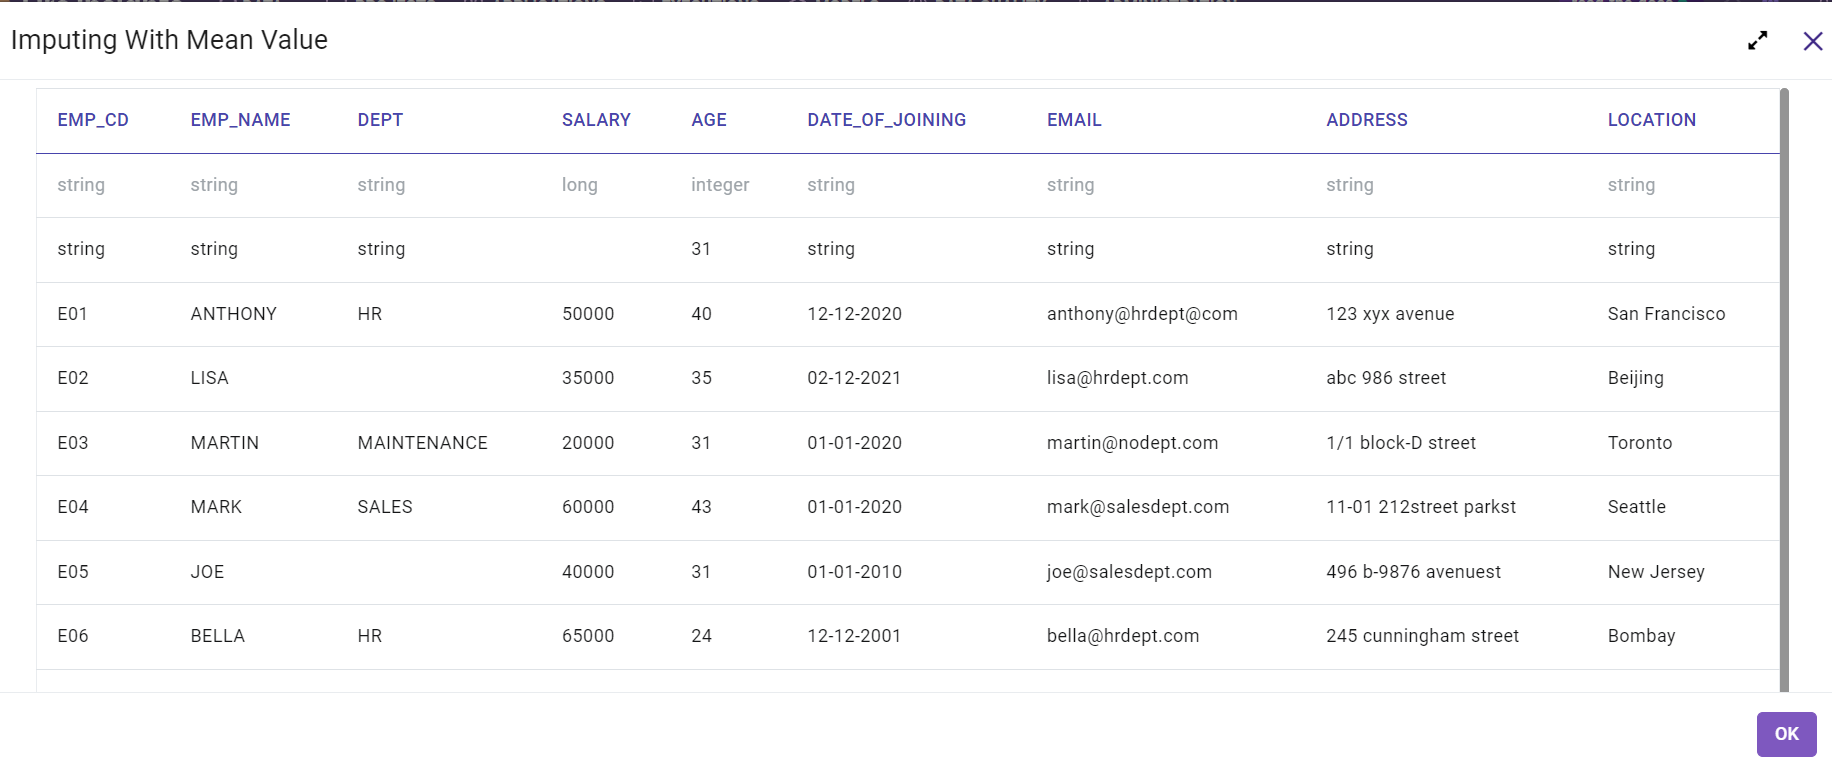 Imputing With Mean Value
EMP_CD EMP_NAME DEPT SALARY AGE DATE_OF_JOINING EMAIL ADDRESS LOCATION
string string string long integer string string string string
string string string 31 string string string string
E01 ANTHONY HR 50000 40 12-12-2020 anthony@hrdept@com 123 xyx avenue San Francisco
E02 LISA 35000 35 02-12-2021 lisa@hrdept.com abc 986 street Beijing
E03 MARTIN MAINTENANCE 20000 31 01-01-2020 martin@nodept.com 1/1 block-D street Toronto
E04 MARK SALES 60000 43 01-01-2020 mark@salesdept.com 11-01 212street parkst Seattle
E05 JOE 40000 31 01-01-2010 joe@salesdept.com 496 b-9876 avenuest New Jersey
E06 BELLA HR 65000 24 12-12-2001 bella@hrdept.com 245 cunningham street Bombay
OK